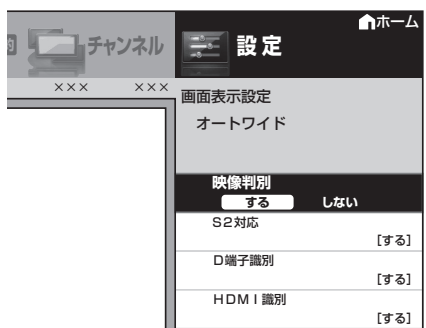 ホーム
的 チャンネル 設定
××× ×××
画面表示設定
オートワイド
映像判別
する しない
S2対応
[する]
D端子識別
[する]
HDMI識別
[する]